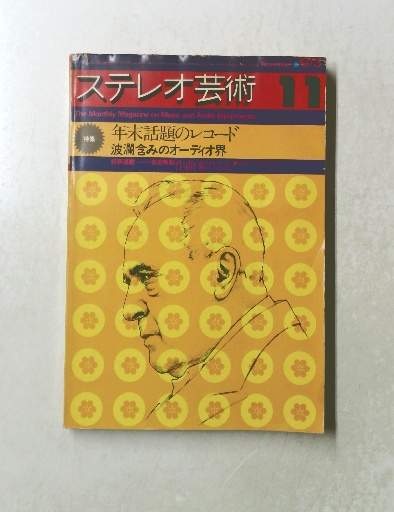 ステレオ芸術 11
The Monthly Magazine on Music and Audio Equipments
特集
年末話題のレコード
波瀾含みのオーディオ界